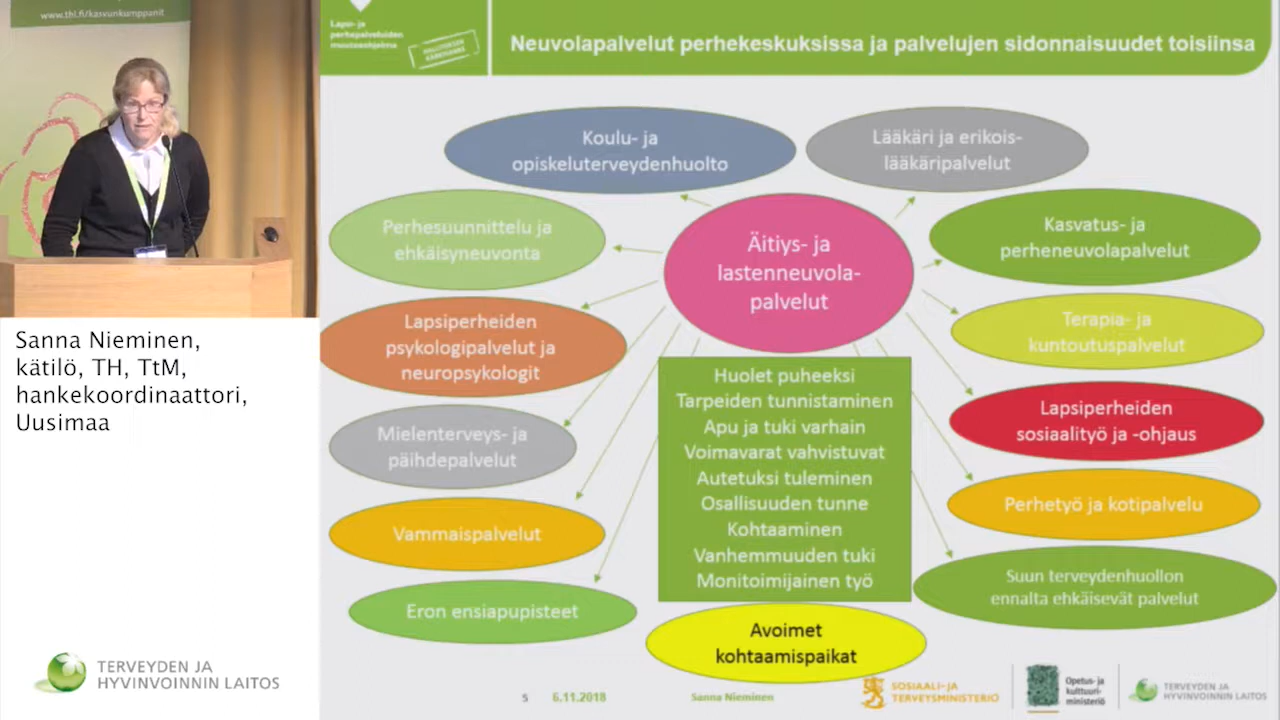 www.thl.fi/kasvunkumppanit
Sanna Nieminen,
kätilö, TH, TtM,
hankekoordinaattori,
Uusimaa
TERVEYDEN JA
HYVINVOINNIN LAITOS
Lapsi- ja
perhepalveluiden
muutosohjelma
HALLITUKSEN
KÄRKIHANKE
Neuvolapalvelut perhekeskuksissa ja palvelujen sidonnaisuudet toisiinsa
Koulu- ja
opiskeluterveydenhuolto
Lääkäri ja erikois-
lääkäripalvelut
Perhesuunnittelu ja
ehkäisyneuvonta
Äitiys- ja
lastenneuvola-
palvelut
Kasvatus- ja
perheneuvolapalvelut
Lapsiperheiden
psykologipalvelut ja
neuropsykologit
Terapia- ja
kuntoutuspalvelut
Mielenterveys- ja
päihdepalvelut
Huolet puheeksi
Tarpeiden tunnistaminen
Apu ja tuki varhain
Voimavarat vahvistuvat
Autetuksi tuleminen
Osallisuuden tunne
Kohtaaminen
Vanhemmuuden tuki
Monitoimijainen työ
Lapsiperheiden
sosiaalityö ja -ohjaus
Vammaispalvelut
Perhetyö ja kotipalvelu
Eron ensiapupisteet
Suun terveydenhuollon
ennalta ehkäisevät palvelut
Avoimet
kohtaamispaikat
5 6.11.2018 Sanna Nieminen
SOSIAALI- JA
TERVEYSMINISTERIÖ
Opetus- ja
kulttuuri-
ministeriö
TERVEYDEN JA
HYVINVOINNIN LAITOS